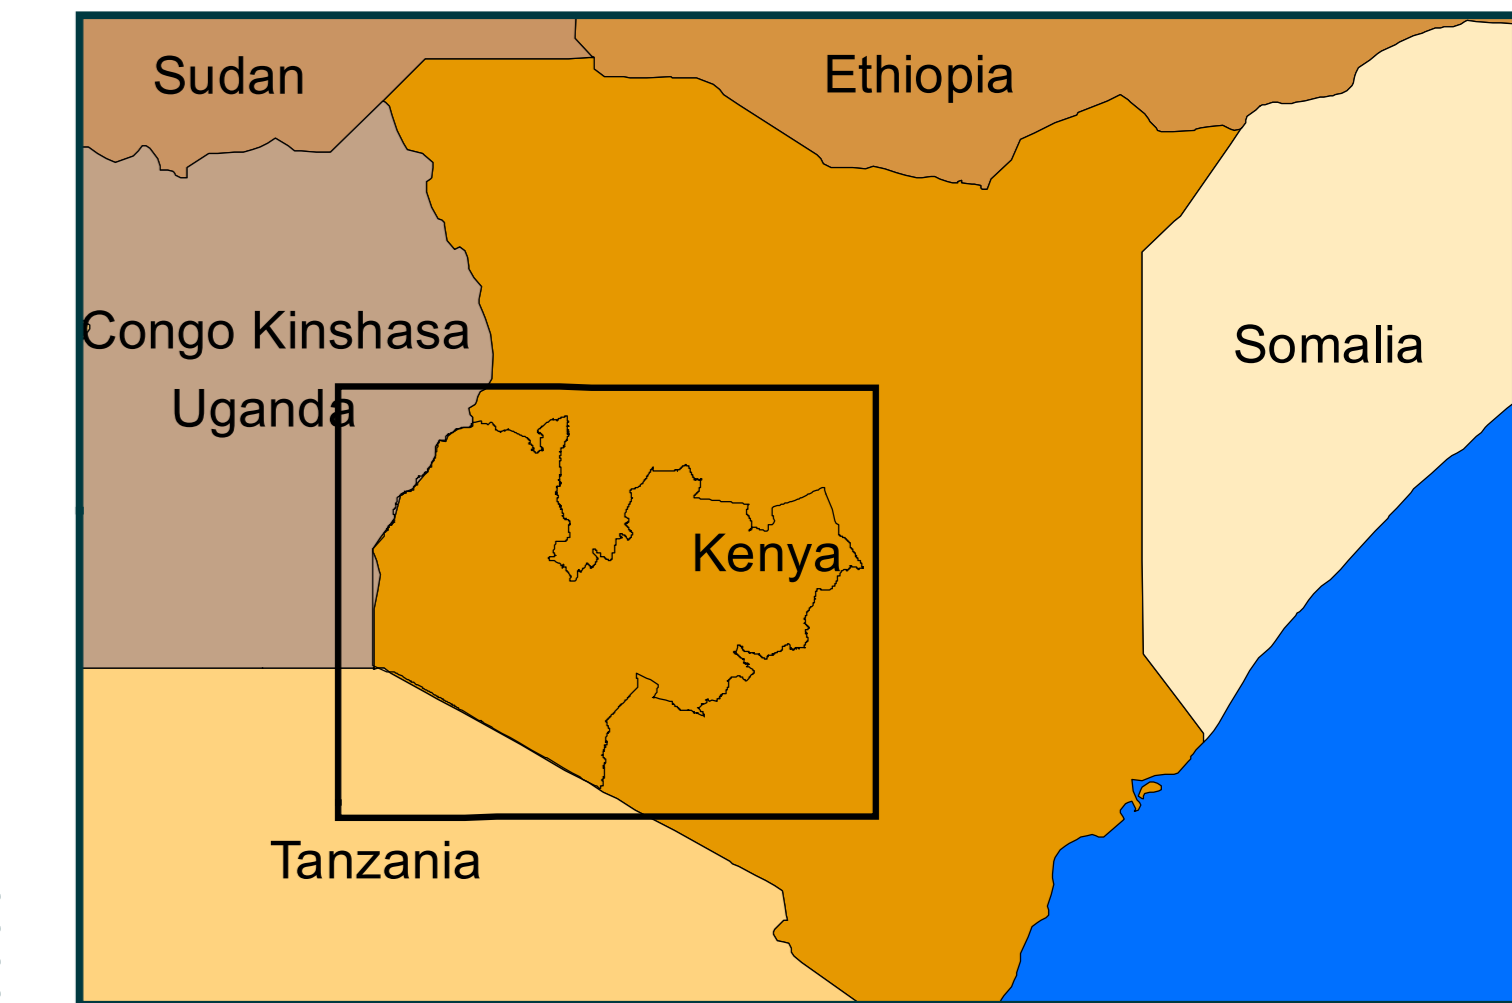 Sudan
Ethiopia
Congo Kinshasa
Somalia
Uganda
Kenya
Tanzania